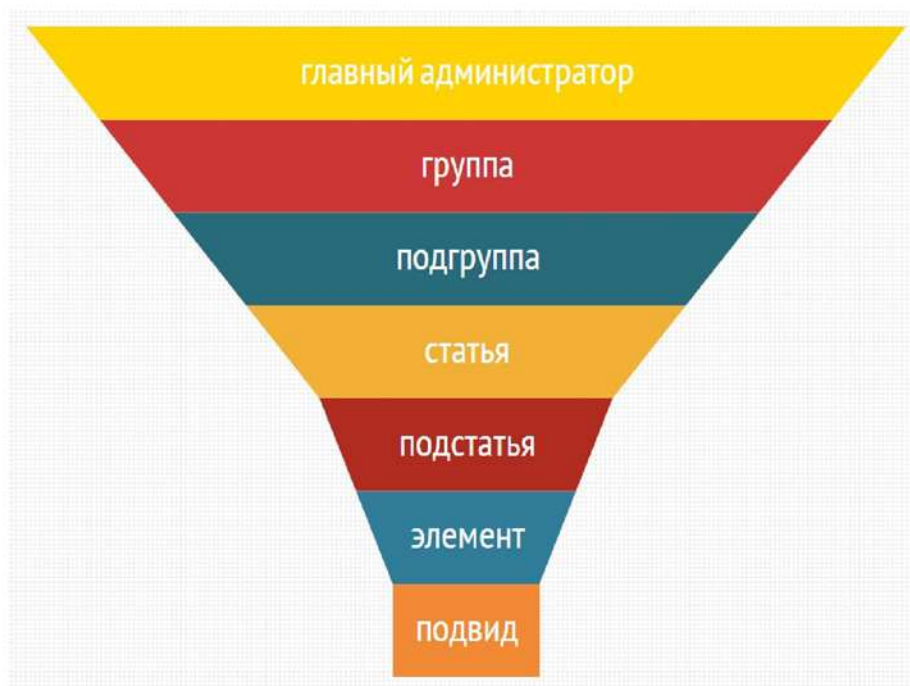 главный администратор
группа
подгруппа
статья
подстатья
элемент
подвид